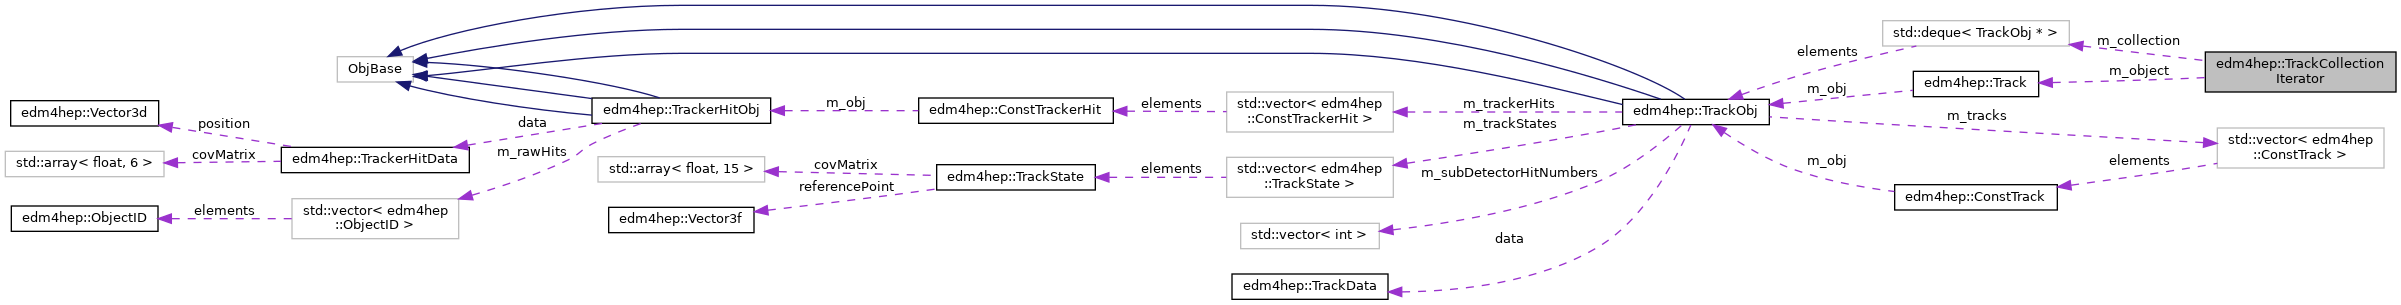 std::deque< TrackObj * >
m_collection
edm4hep::TrackCollection
Iterator
elements
m_object
ObjBase
edm4hep::Track
m_obj
edm4hep::Vector3d
position
edm4hep::TrackerHitObj
m_obj
edm4hep::ConstTrackerHit
elements
std::vector< edm4hep
::ConstTrackerHit >
m_trackerHits
edm4hep::TrackObj
data
m_trackStates
m_tracks
std::array< float, 6 >
covMatrix
edm4hep::TrackerHitData
m_rawHits
std::vector< edm4hep
::ConstTrack >
std::array< float, 15 >
covMatrix
edm4hep::TrackState
elements
std::vector< edm4hep
::TrackState >
m_subDetectorHitNumbers
m_obj
elements
referencePoint
edm4hep::ConstTrack
edm4hep::ObjectID
elements
std::vector< edm4hep
::ObjectID >
edm4hep::Vector3f
std::vector< int >
data
edm4hep::TrackData